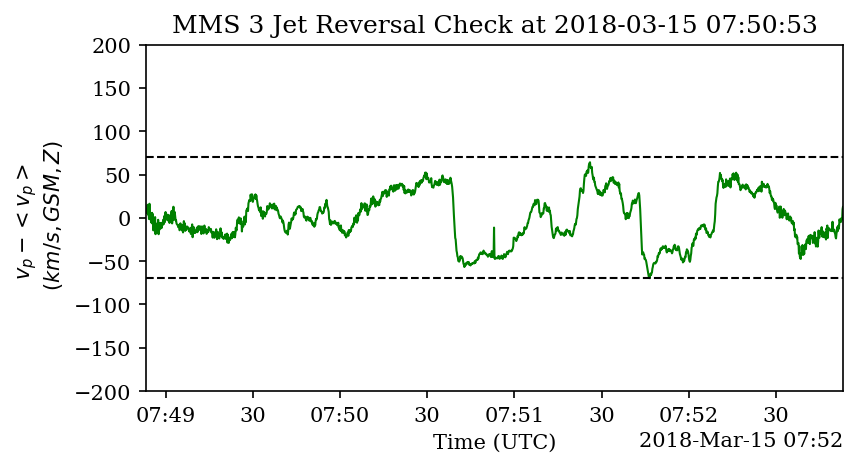 MMS 3 Jet Reversal Check at 2018-03-15 07:50:53
200
150
100
50
0
−50
−100
−150
−200
v_p − < v_p >
(km/s, GSM, Z)
07:49 30 07:50 30 07:51 30 07:52 30
Time (UTC)
2018-Mar-15 07:52